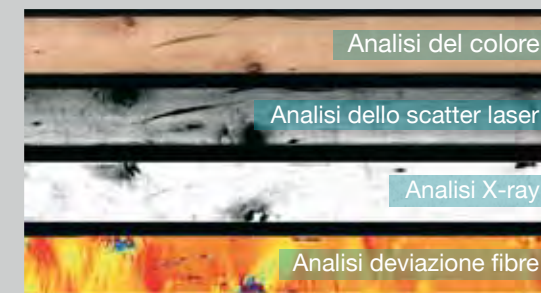 Analisi del colore
Analisi dello scatter laser
Analisi X-ray
Analisi deviazione fibre